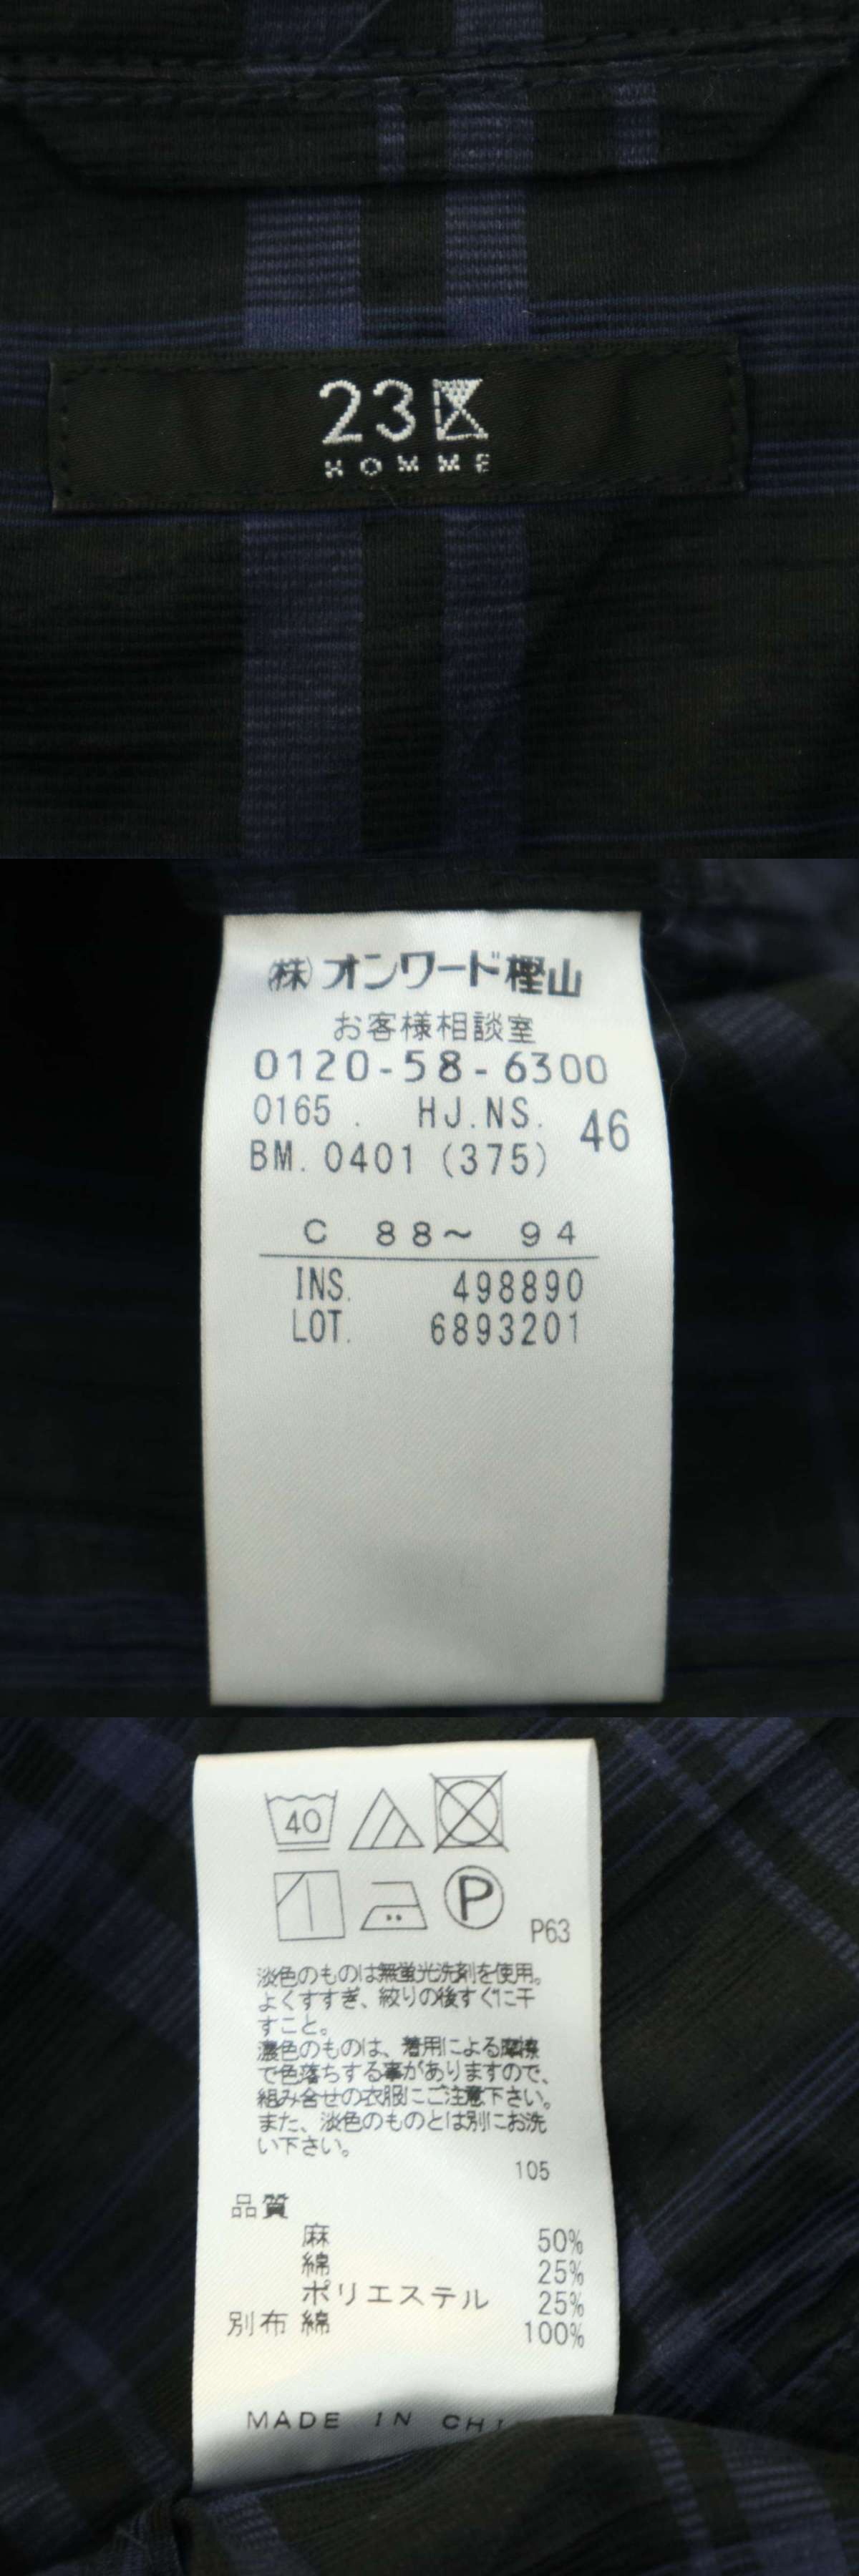 23区
HOMME
㈱オンワード樫山
お客様相談室
0120-58-6300
0165. HJ.NS. 46
BM.0401 (375)
C 88～ 94
INS. 498890
LOT. 6893201
40
P
P63
淡色のものは無蛍光洗剤を使用。
よくすすぎ、絞りの後すぐに干
すこと。
濃色のものは、着用による摩擦
で色落ちする事がありますので、
組み合せの衣服にご注意下さい。
また、淡色のものとは別にお洗
い下さい。
105
品質
麻 50%
綿 25%
ポリエステル 25%
別布 綿 100%
MADE IN CHI